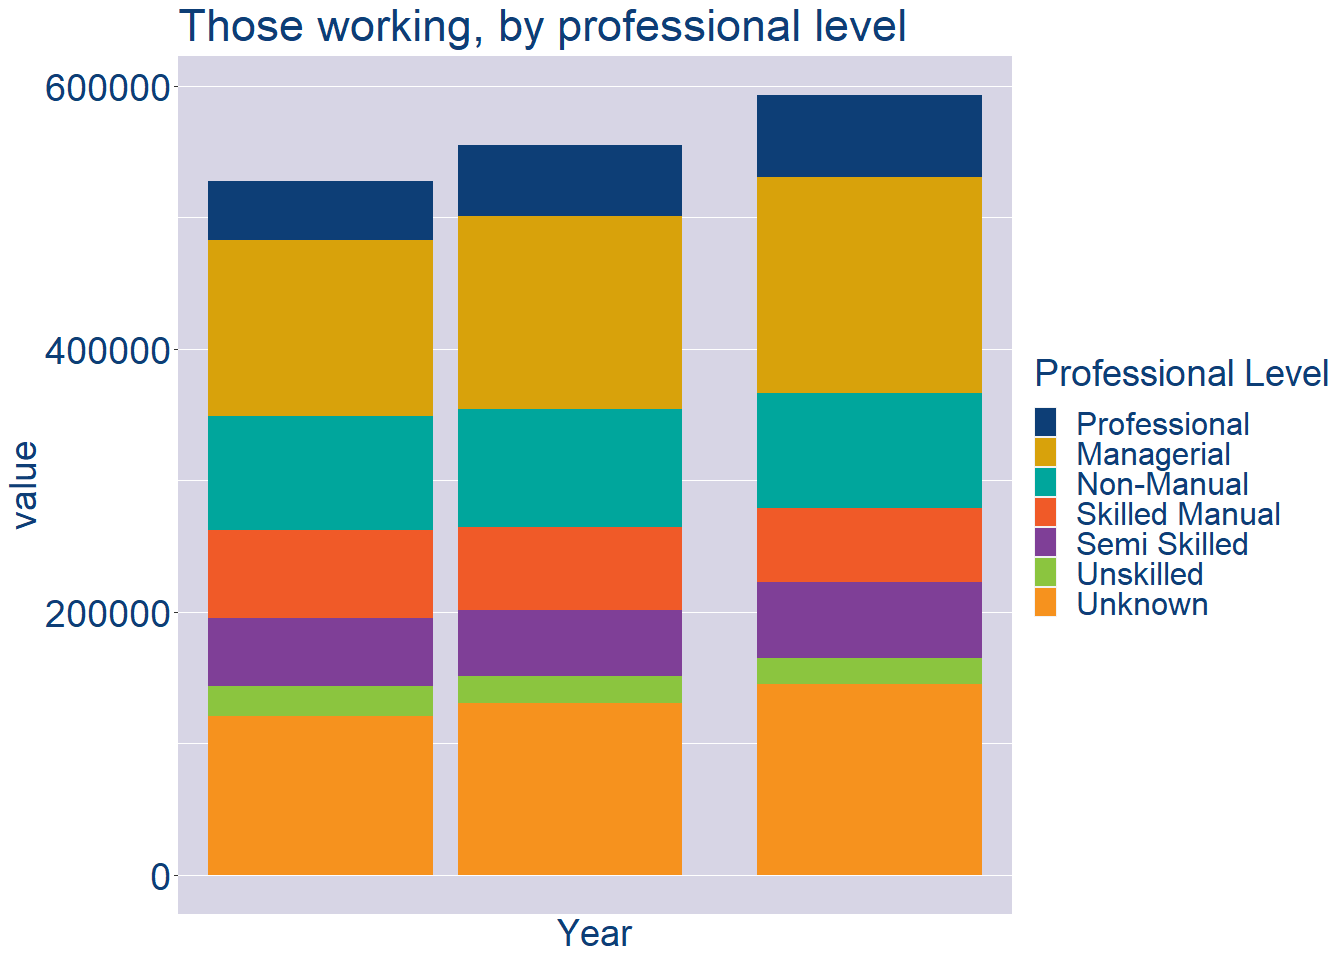 Those working, by professional level
600000
400000
200000
0
value
Year
Professional Level
Professional
Managerial
Non-Manual
Skilled Manual
Semi Skilled
Unskilled
Unknown